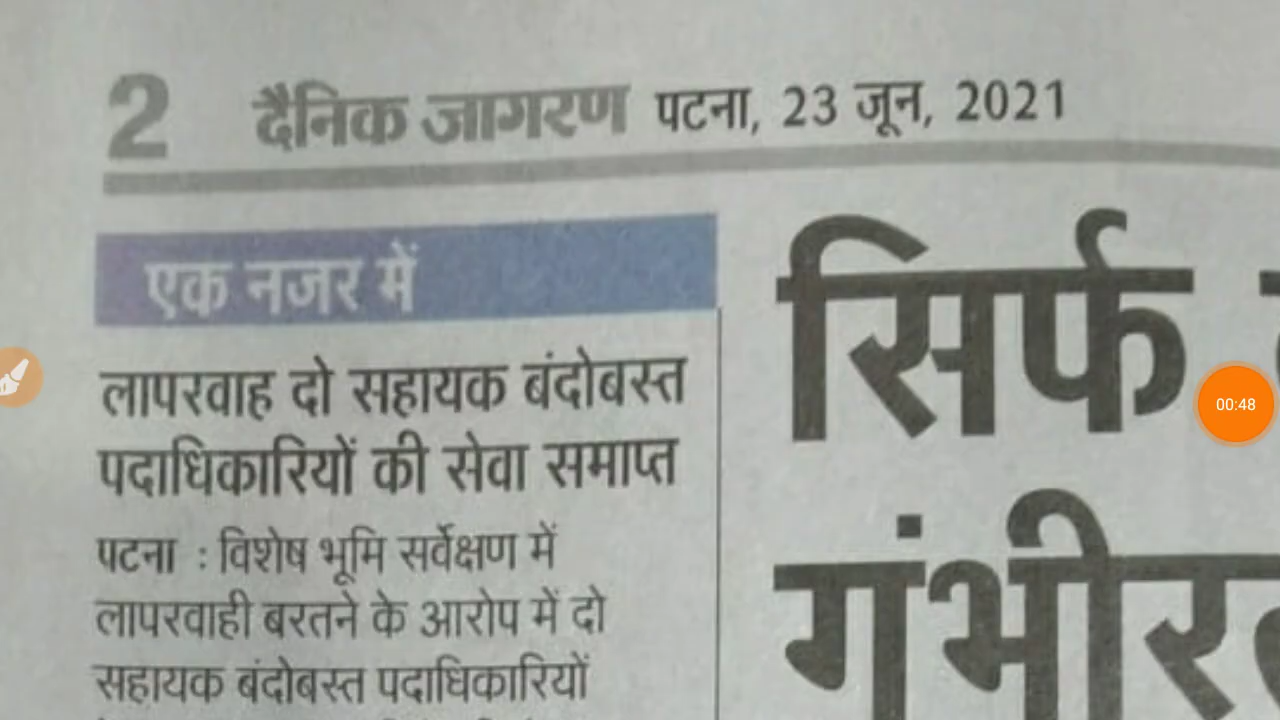 2 दैनिक जागरण पटना, 23 जून, 2021
एक नजर में
लापरवाह दो सहायक बंदोबस्त
पदाधिकारियों की सेवा समाप्त
पटना : विशेष भूमि सर्वेक्षण में
लापरवाही बरतने के आरोप में दो
सहायक बंदोबस्त पदाधिकारियों
सिर्फ
00:48